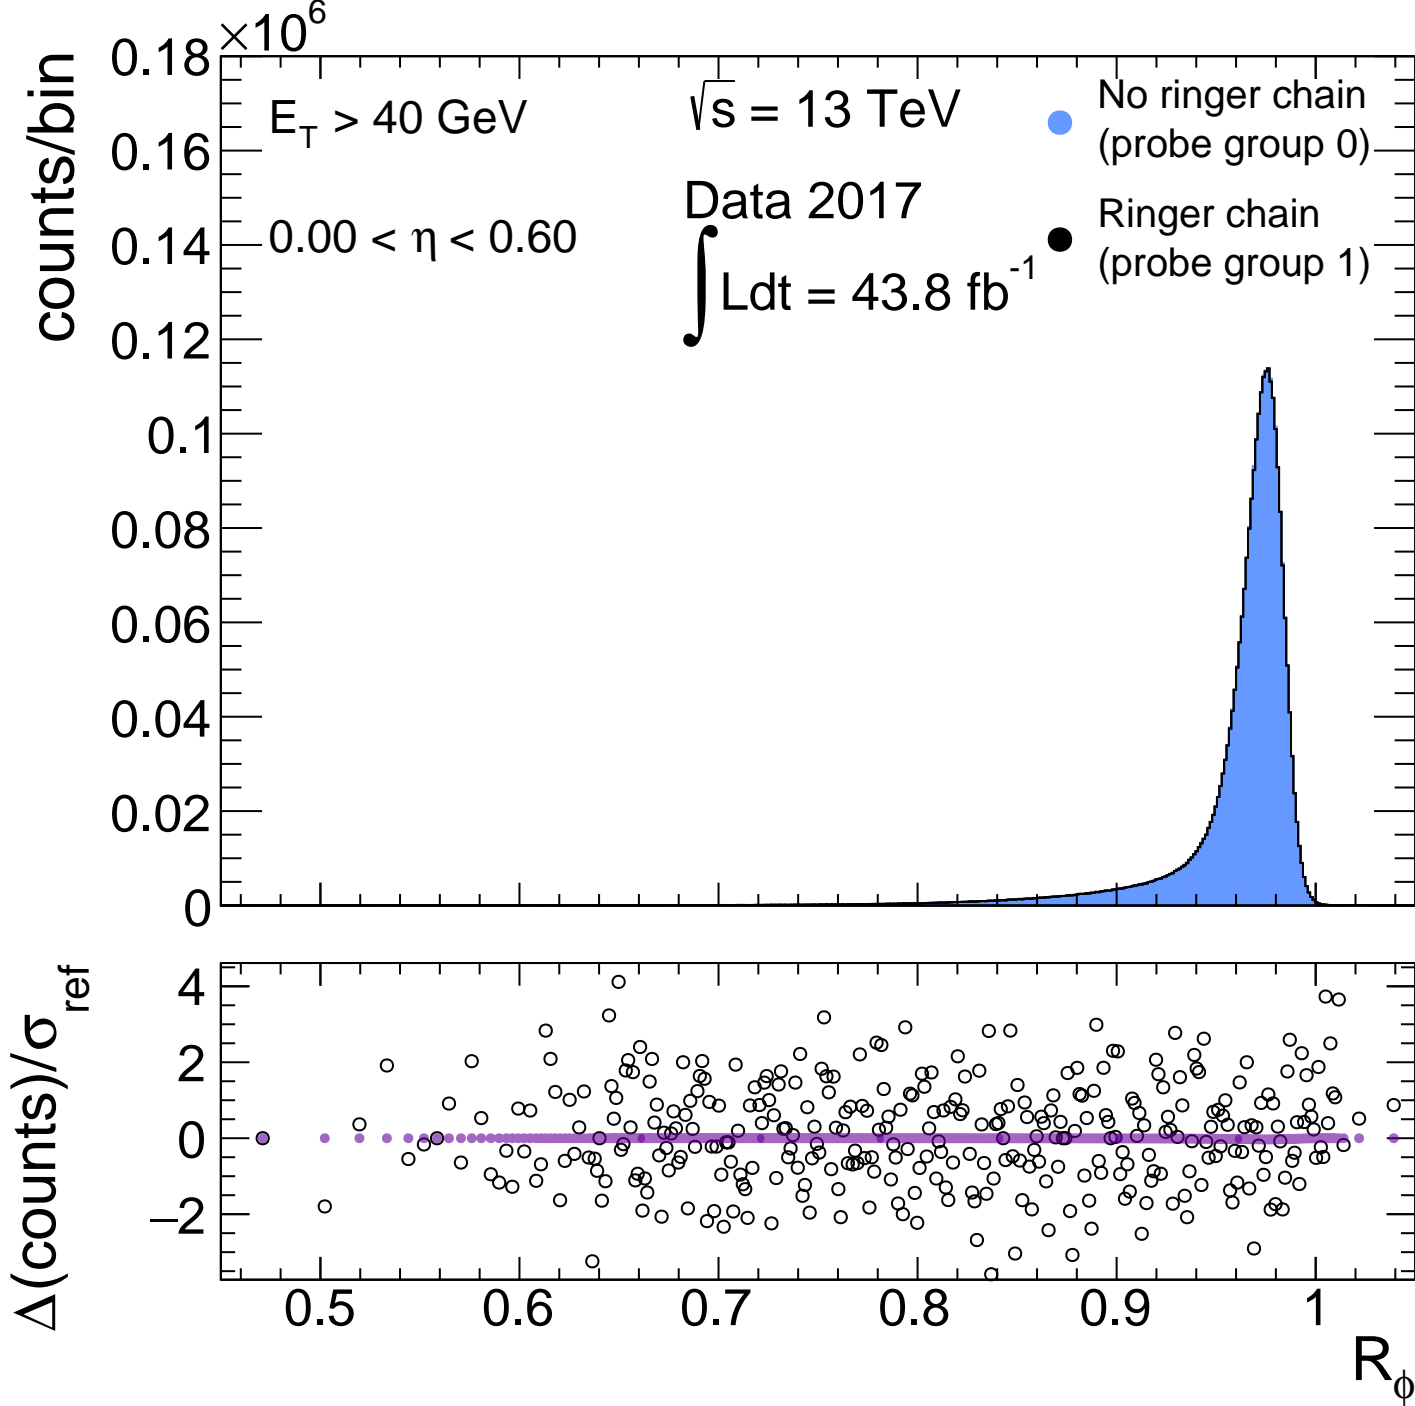 ×10⁶
0.18
0.16
0.14
0.12
0.1
0.08
0.06
0.04
0.02
0
counts/bin
E_T > 40 GeV
0.00 < η < 0.60
√s = 13 TeV
Data 2017
∫ Ldt = 43.8 fb⁻¹
No ringer chain
(probe group 0)
Ringer chain
(probe group 1)
4
2
0
−2
Δ(counts)/σ_ref
0.5 0.6 0.7 0.8 0.9 1
R_ϕ